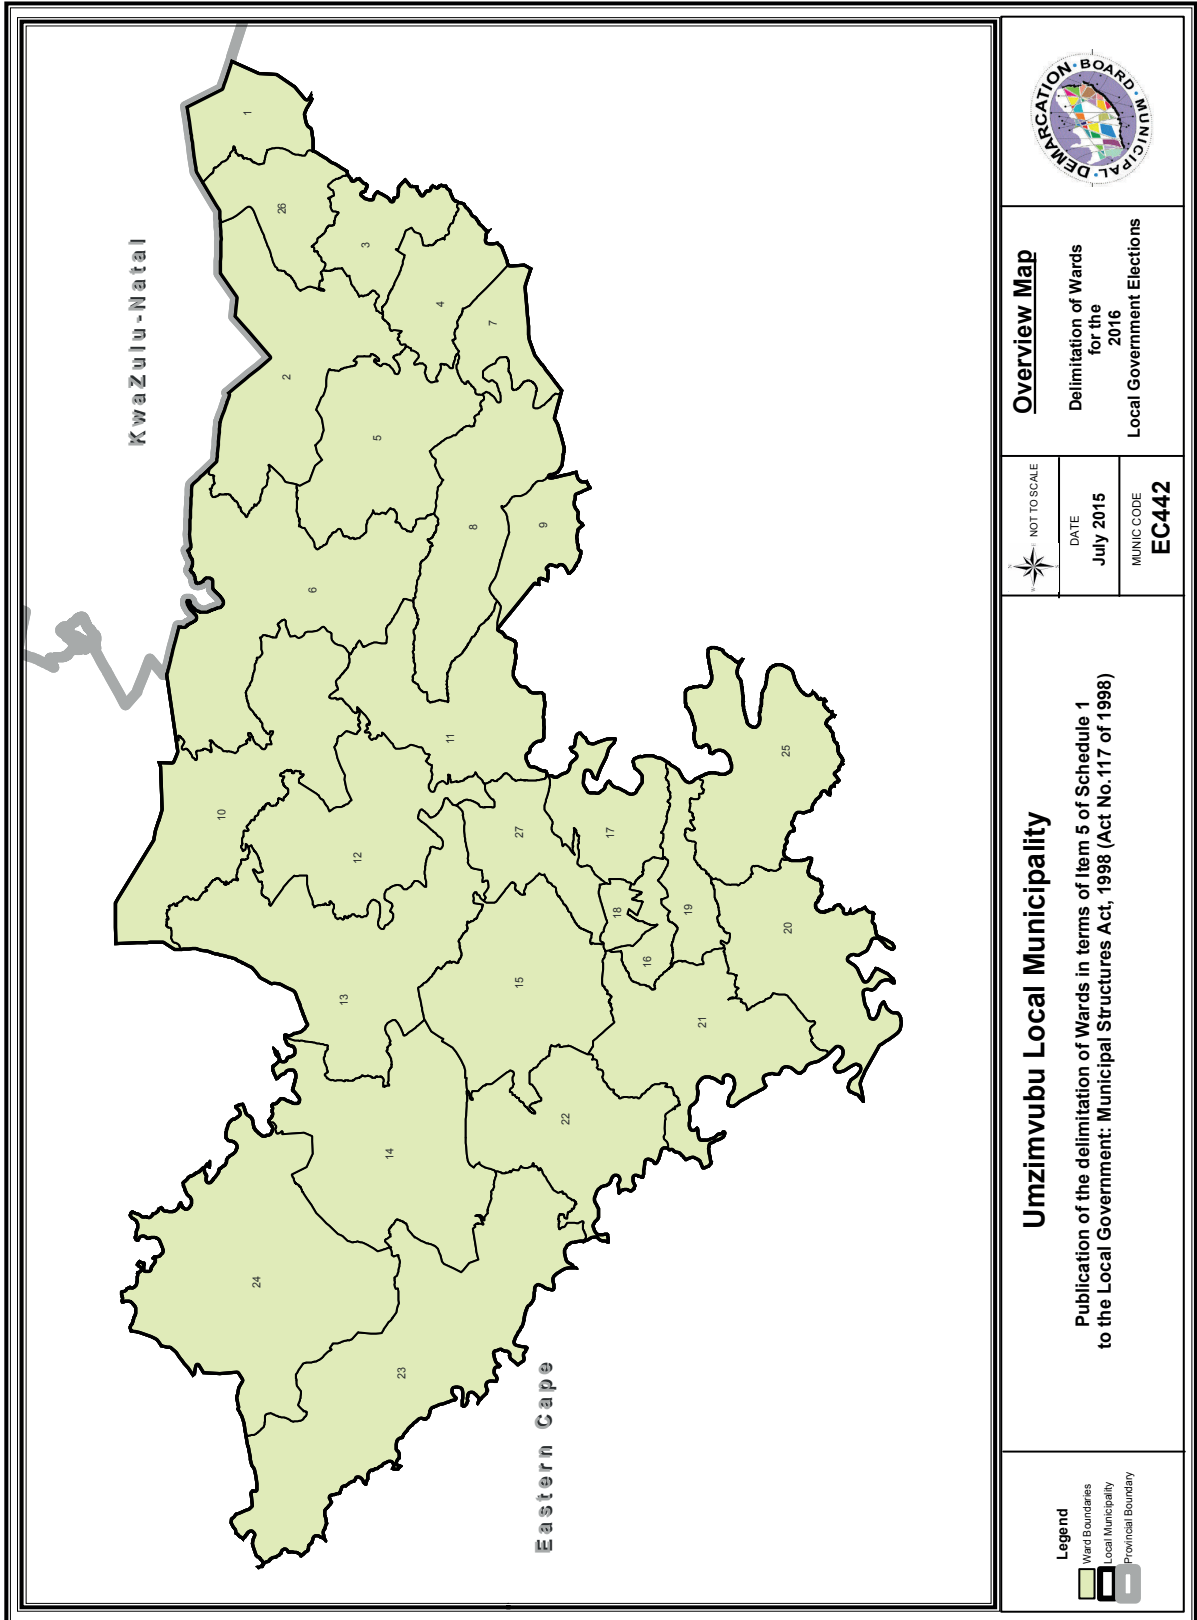 KwaZulu-Natal
Eastern Cape
1
26
3
2
4
7
5
8
9
6
11
10
12
27
17
25
18
19
16
20
13
15
21
14
22
24
23
Legend
Ward Boundaries
Local Municipality
Provincial Boundary
Umzimvubu Local Municipality
Publication of the delimitation of Wards in terms of Item 5 of Schedule 1
to the Local Government: Municipal Structures Act, 1998 (Act No.117 of 1998)
NOT TO SCALE
DATE
July 2015
MUNIC CODE
EC442
Overview Map
Delimitation of Wards
for the
2016
Local Government Elections
MUNICIPAL · DEMARCATION · BOARD ·